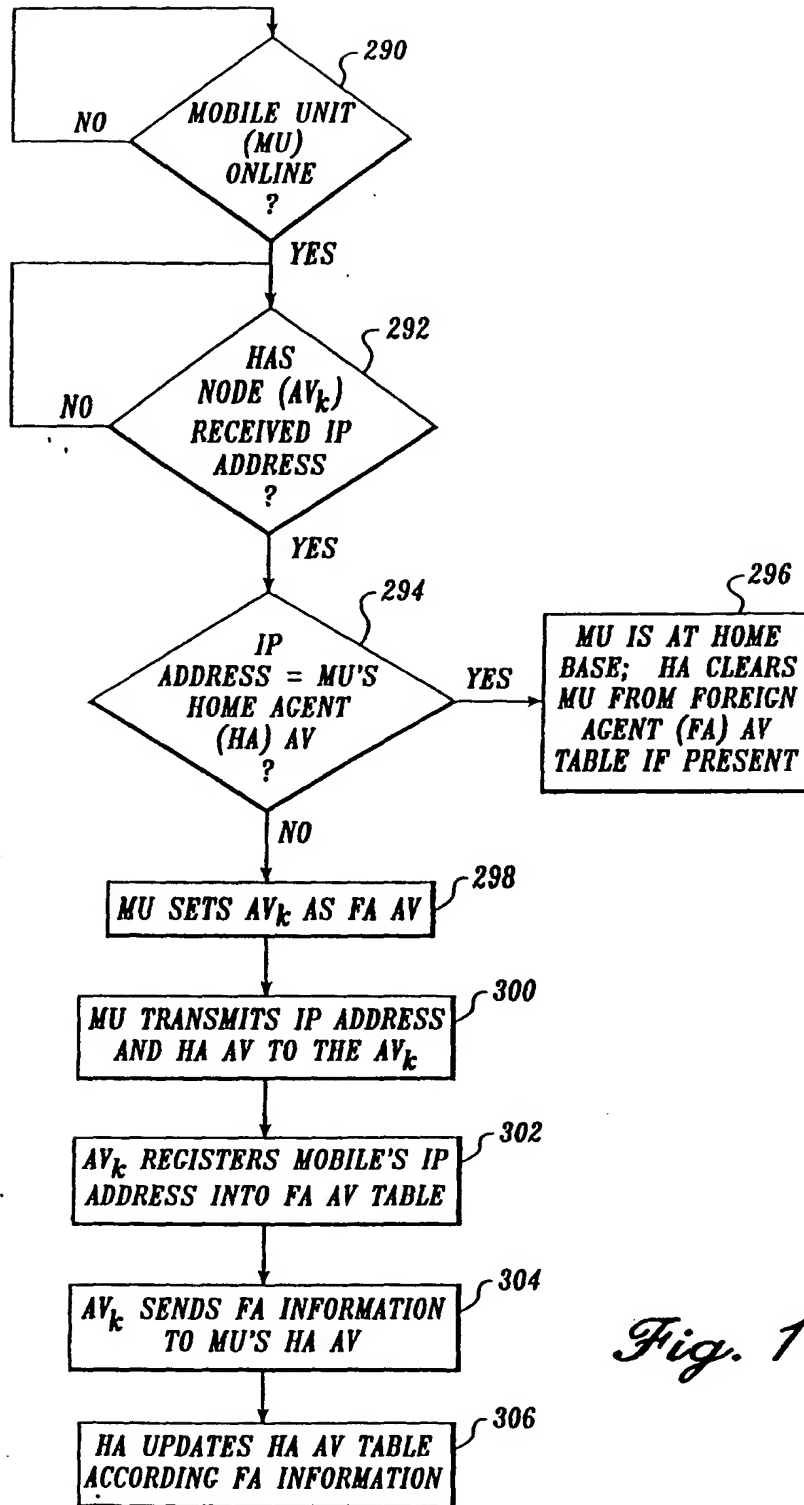 290
MOBILE UNIT
(MU)
ONLINE
?
NO
YES
292
HAS
NODE (AVk)
RECEIVED IP
ADDRESS
?
NO
YES
294
IP
ADDRESS = MU'S
HOME AGENT
(HA) AV
?
YES
296
MU IS AT HOME
BASE; HA CLEARS
MU FROM FOREIGN
AGENT (FA) AV
TABLE IF PRESENT
NO
298
MU SETS AVk AS FA AV
300
MU TRANSMITS IP ADDRESS
AND HA AV TO THE AVk
302
AVk REGISTERS MOBILE'S IP
ADDRESS INTO FA AV TABLE
304
AVk SENDS FA INFORMATION
TO MU'S HA AV
306
HA UPDATES HA AV TABLE
ACCORDING FA INFORMATION
Fig. 1